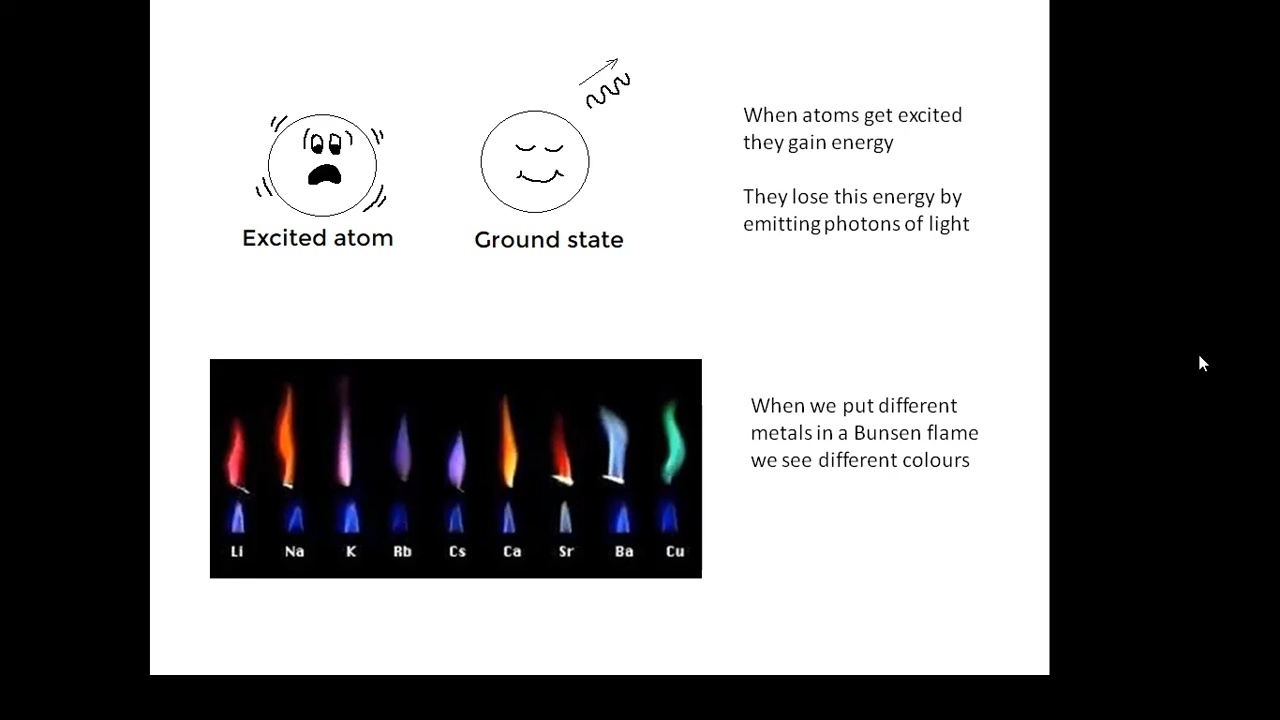 When atoms get excited
they gain energy
They lose this energy by
emitting photons of light
Excited atom
Ground state
When we put different
metals in a Bunsen flame
we see different colours
Li Na K Rb Cs Ca Sr Ba Cu